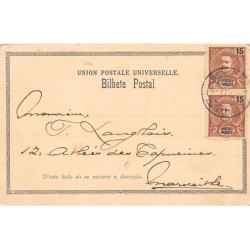 UNION POSTALE UNIVERSELLE.
Bilhete Postal
15
15
Monsieur,
T. Langlois
12, Allées des Capucines
D'este lado só se escreve a direcção.
Marseille